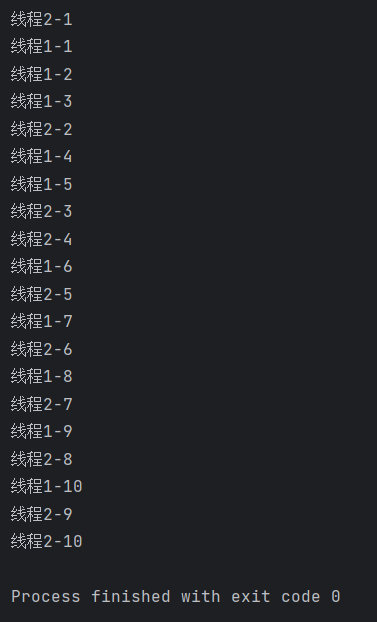 线程2-1
线程1-1
线程1-2
线程1-3
线程2-2
线程1-4
线程1-5
线程2-3
线程2-4
线程1-6
线程2-5
线程1-7
线程2-6
线程1-8
线程2-7
线程1-9
线程2-8
线程1-10
线程2-9
线程2-10
Process finished with exit code 0